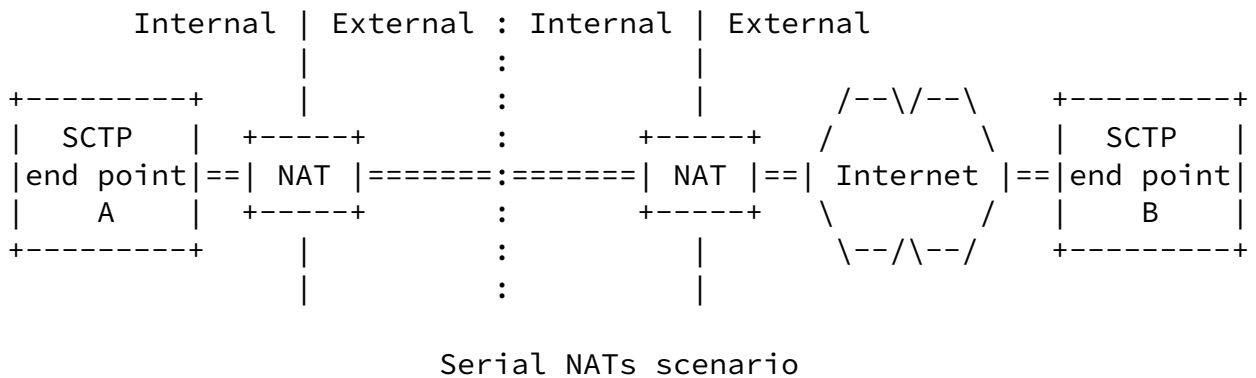 Internal | External : Internal | External
|             :             |
+---------+      |             :             |         /--\/--\     +---------+
|  SCTP   |  +-----+          :         +-----+   /        \   |  SCTP   |
|end point|==| NAT |=======:=======| NAT |==| Internet |==|end point|
|    A    |  +-----+          :         +-----+   \        /   |    B    |
+---------+      |             :             |         \--/\--/     +---------+
|             :             |
Serial NATs scenario